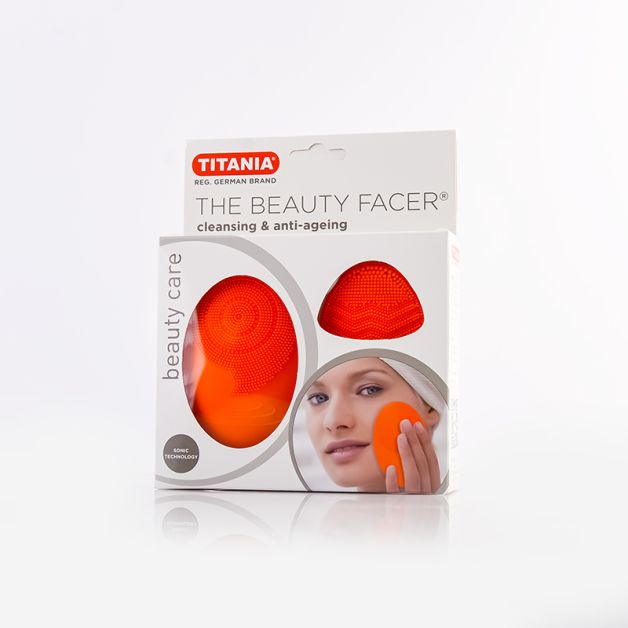 TITANIA®
REG. GERMAN BRAND
THE BEAUTY FACER®
cleansing & anti-ageing
beauty care
SONIC
TECHNOLOGY